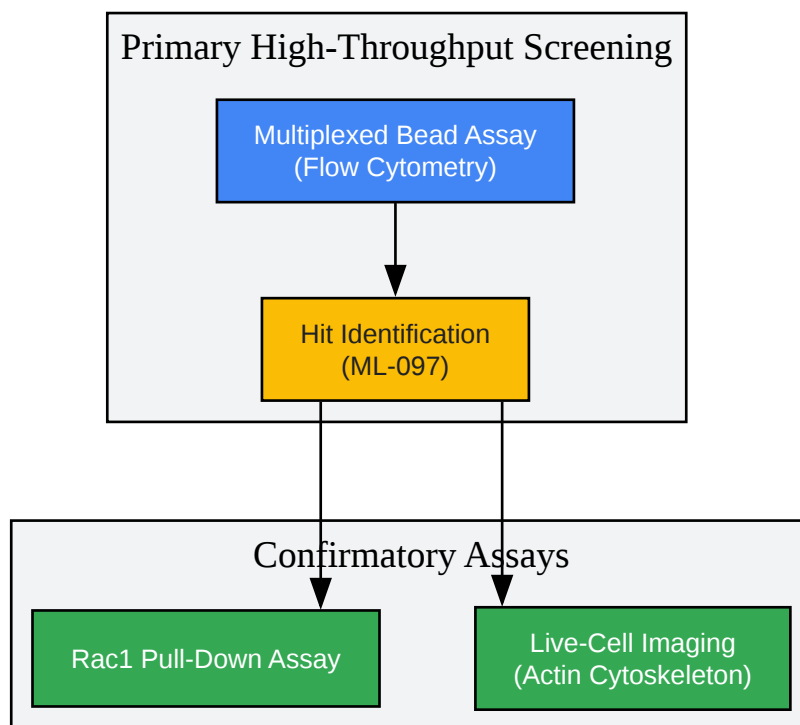 Primary High-Throughput Screening
Multiplexed Bead Assay
(Flow Cytometry)
Hit Identification
(ML-097)
Confirmatory Assays
Rac1 Pull-Down Assay
Live-Cell Imaging
(Actin Cytoskeleton)